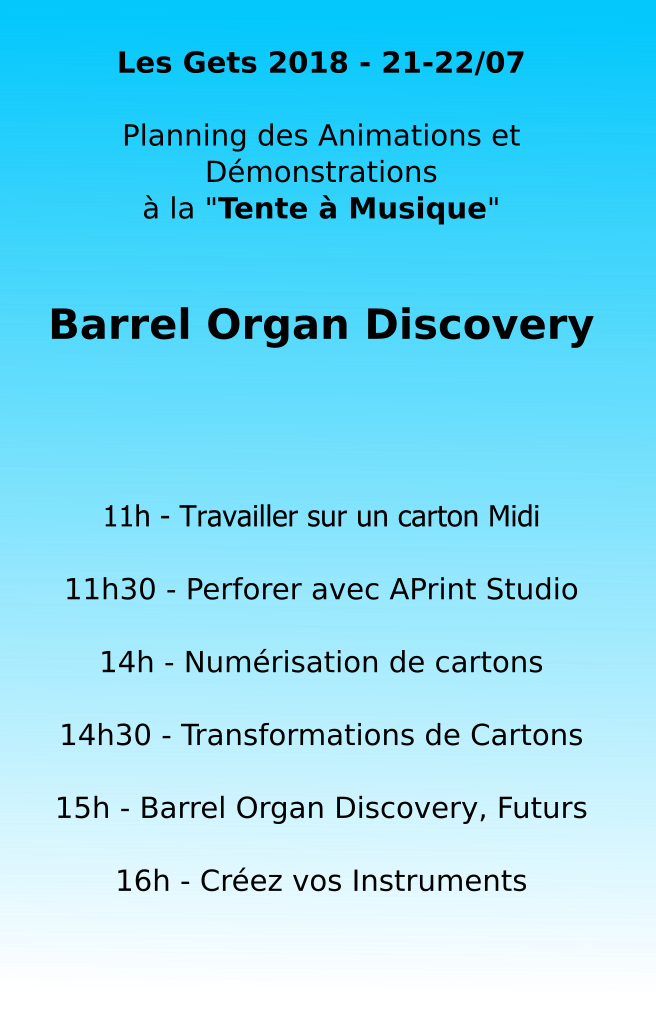 Les Gets 2018 - 21-22/07
Planning des Animations et
Démonstrations
à la "Tente à Musique"
Barrel Organ Discovery
11h - Travailler sur un carton Midi
11h30 - Perforer avec APrint Studio
14h - Numérisation de cartons
14h30 - Transformations de Cartons
15h - Barrel Organ Discovery, Futurs
16h - Créez vos Instruments